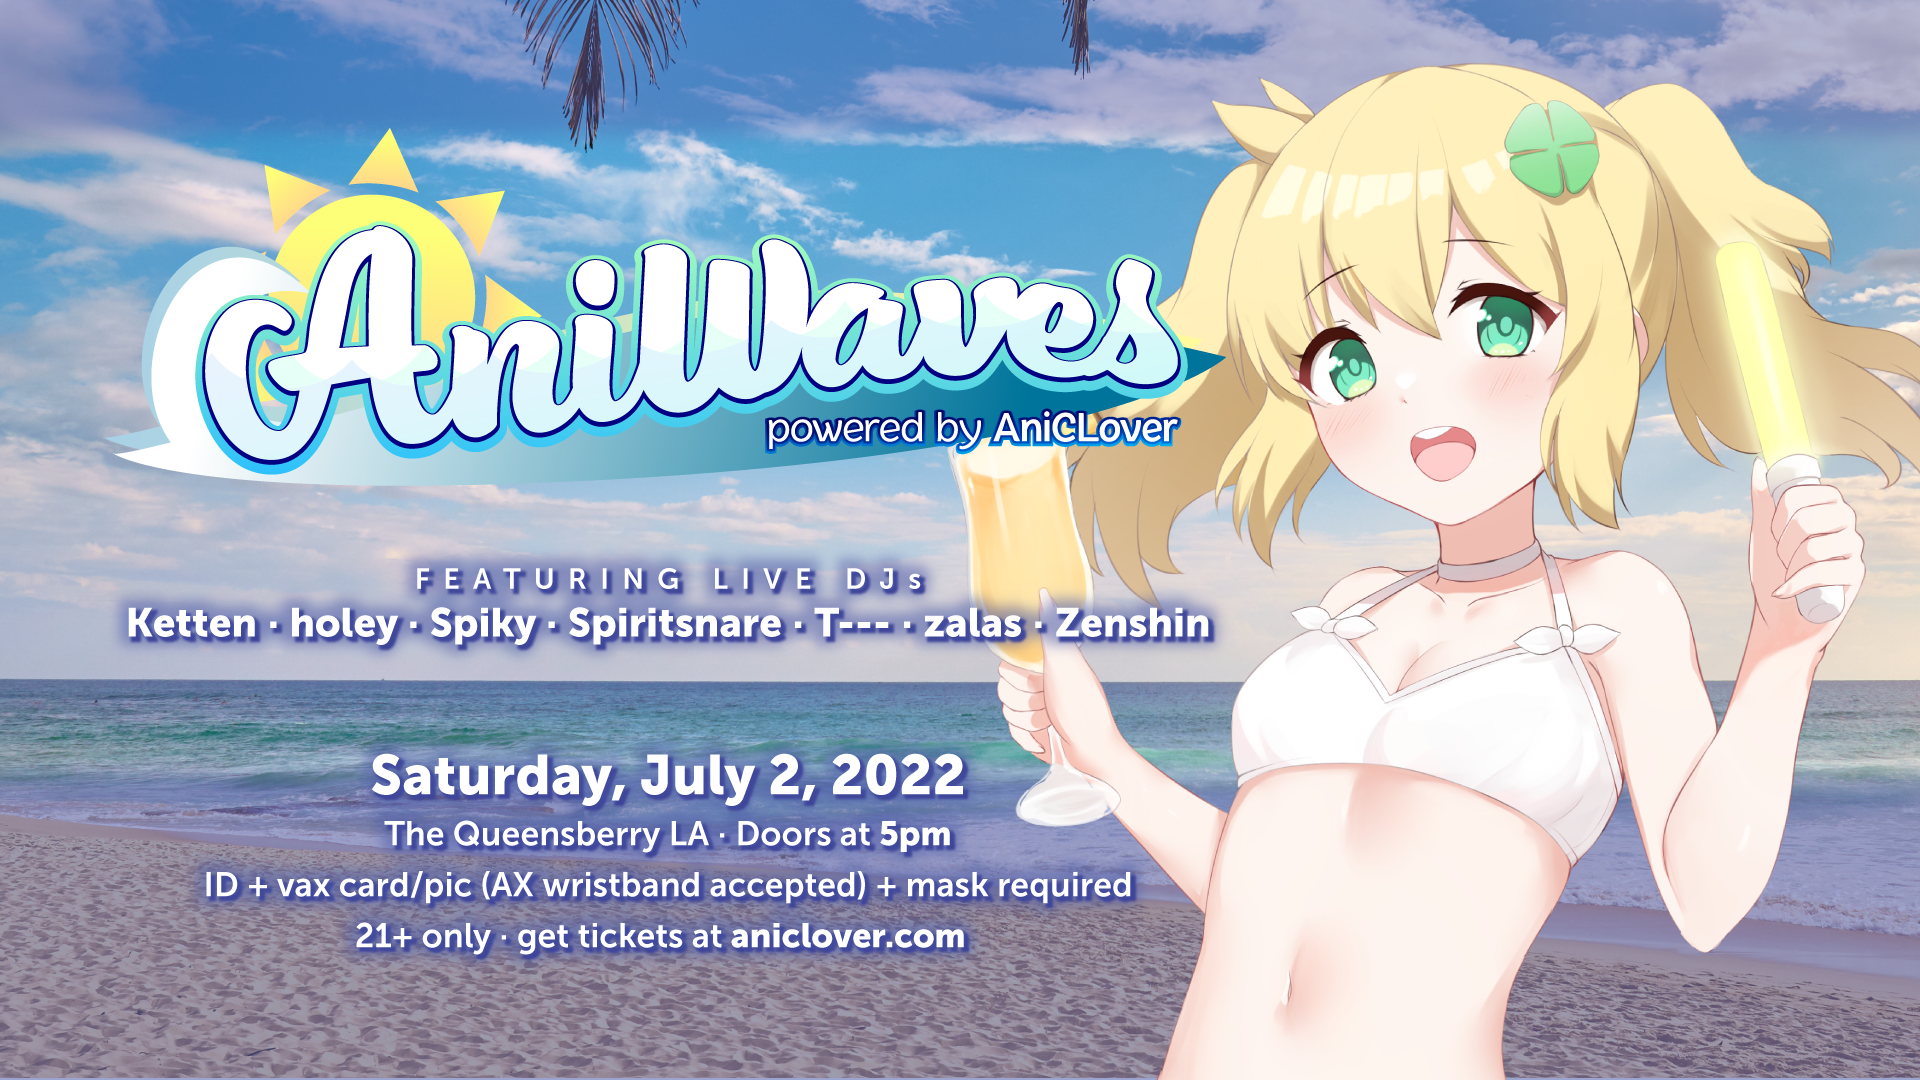 AniWaves
powered by AniCLover
FEATURING LIVE DJs
Ketten · holey · Spiky · Spiritsnare · T--- · zalas · Zenshin
Saturday, July 2, 2022
The Queensberry LA · Doors at 5pm
ID + vax card/pic (AX wristband accepted) + mask required
21+ only · get tickets at aniclover.com